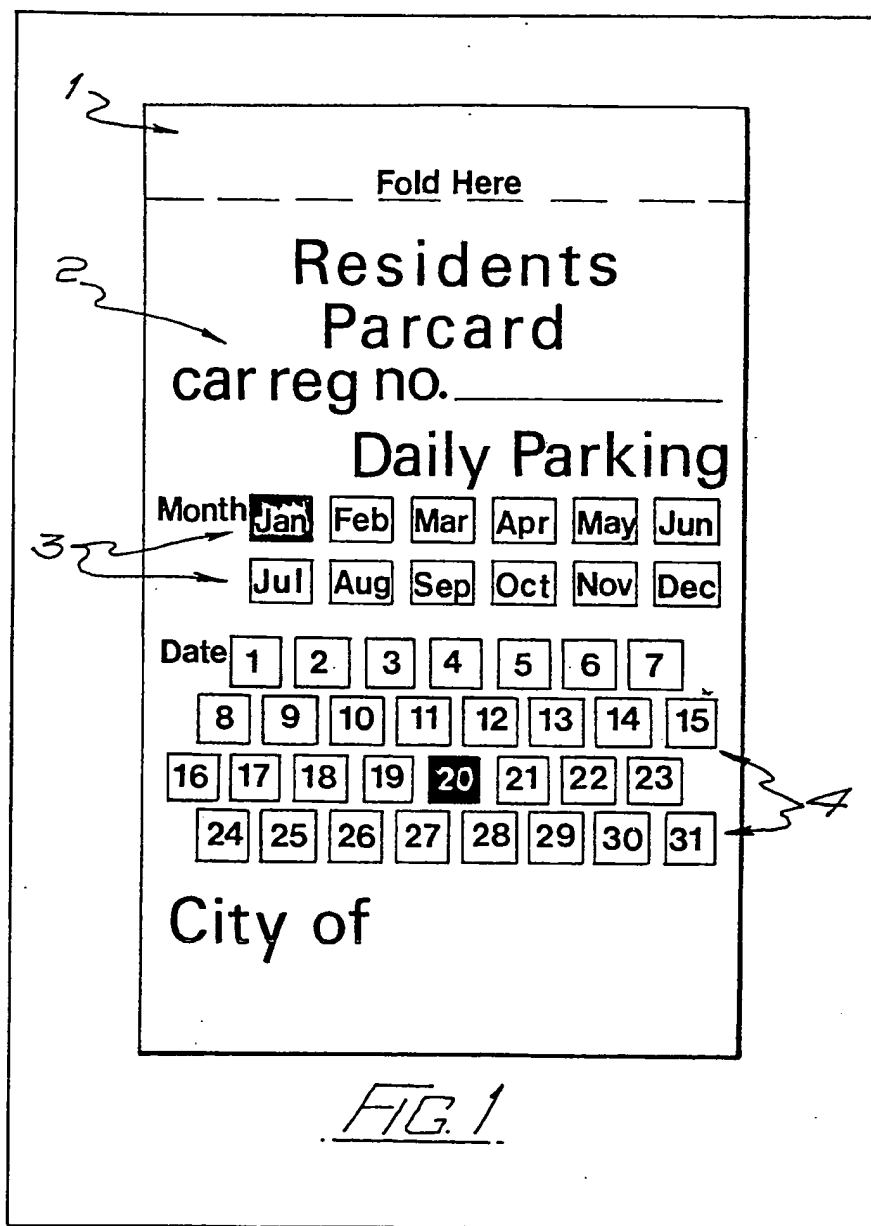 1
Fold Here
2
Residents
Parcard
car reg no.
Daily Parking
Month Jan Feb Mar Apr May Jun
3
Jul Aug Sep Oct Nov Dec
Date 1 2 3 4 5 6 7
8 9 10 11 12 13 14 15
16 17 18 19 20 21 22 23
4
24 25 26 27 28 29 30 31
City of
FIG. 1